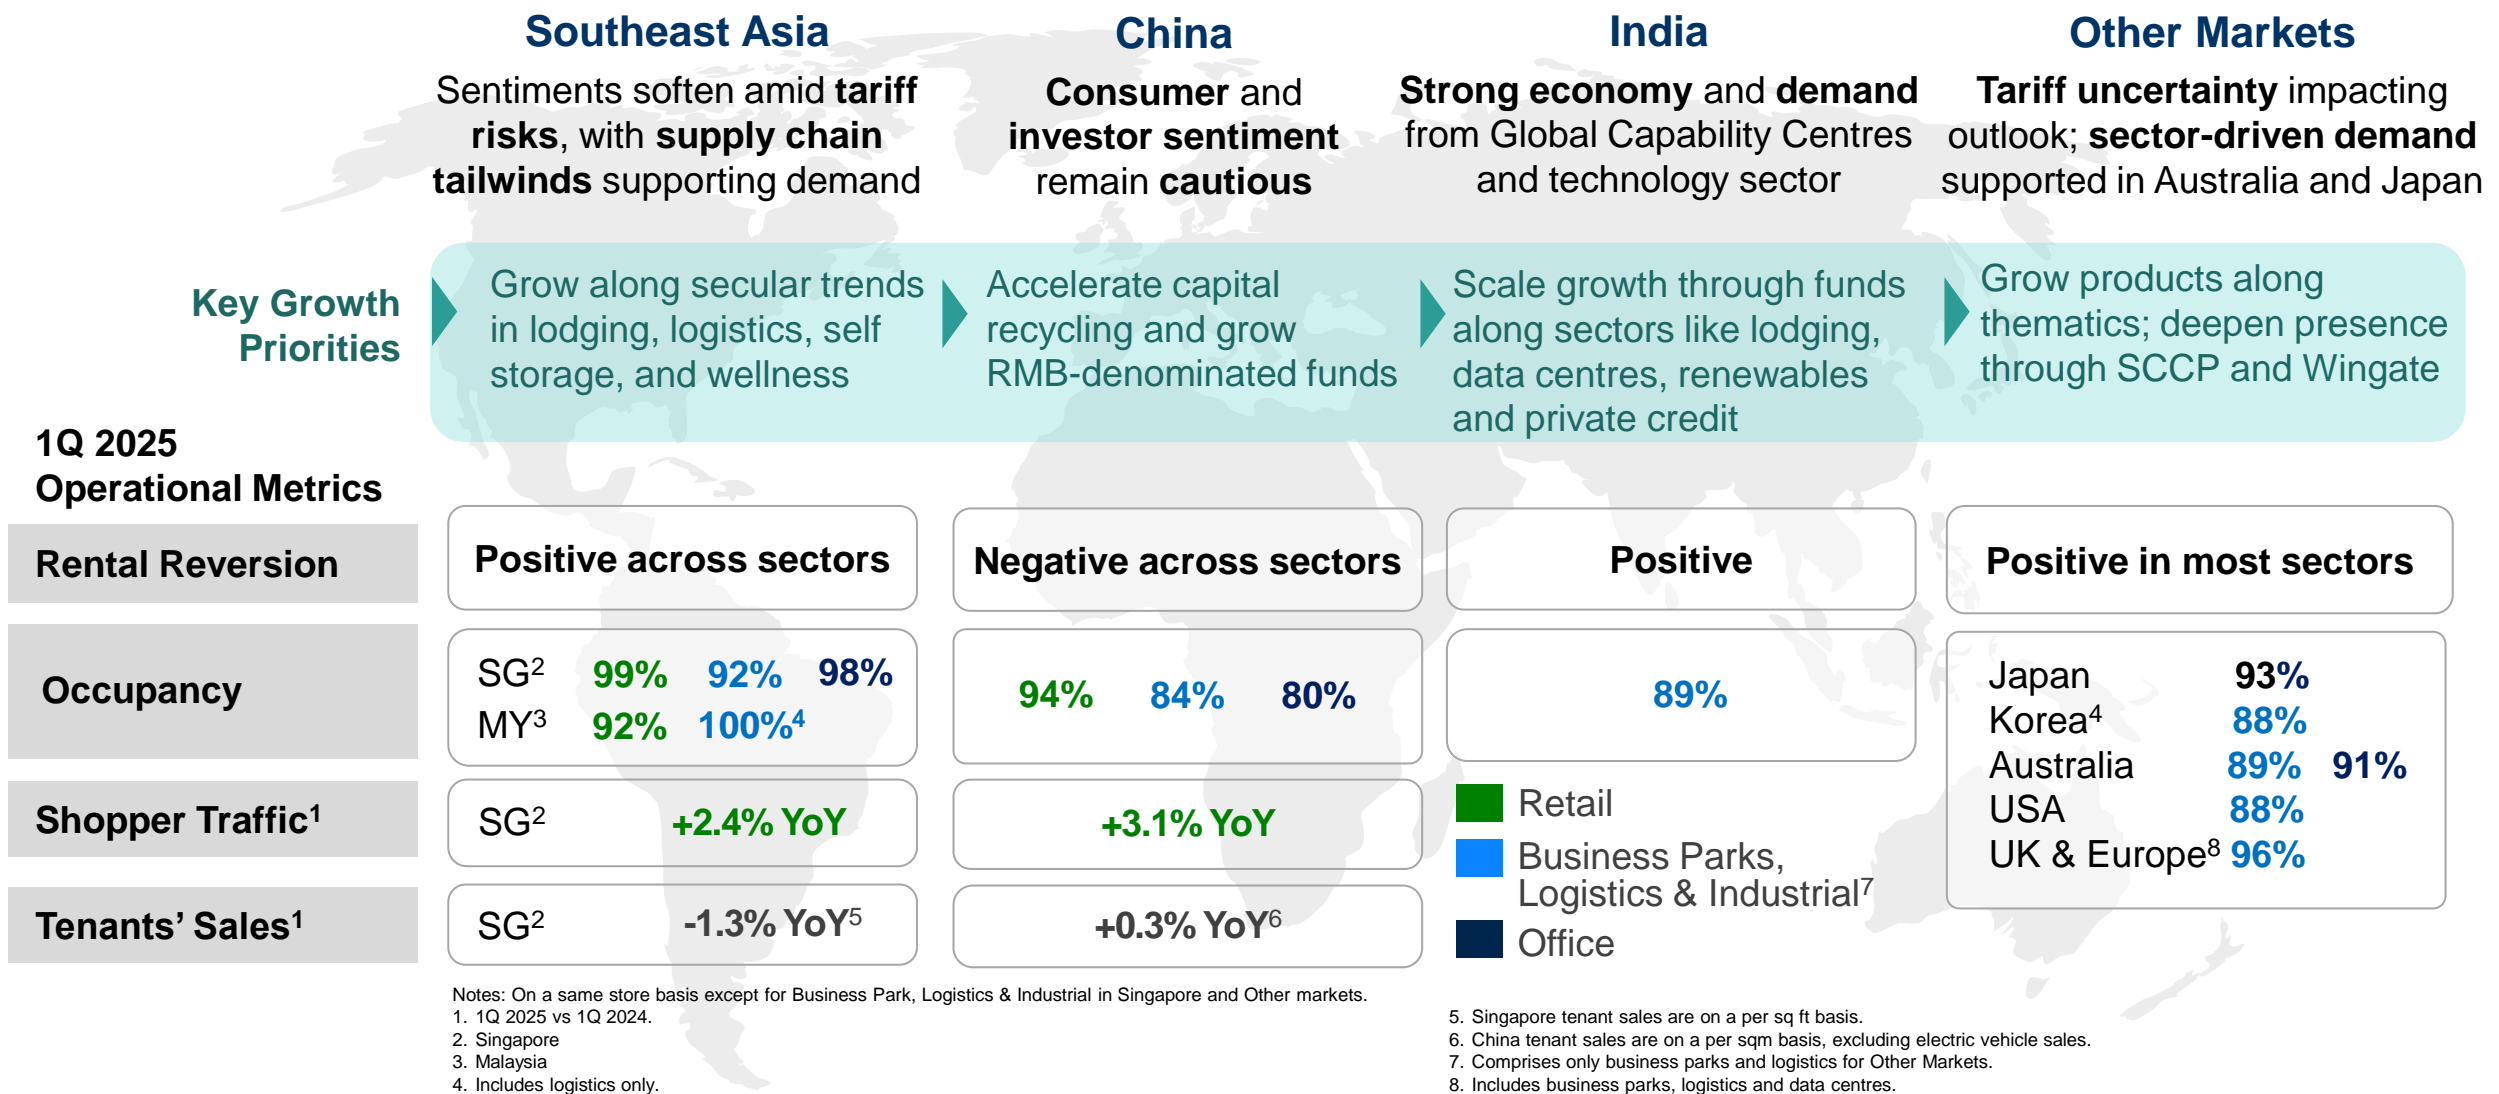 Southeast Asia
Sentiments soften amid tariff
risks, with supply chain
tailwinds supporting demand
China
Consumer and
investor sentiment
remain cautious
India
Strong economy and demand
from Global Capability Centres
and technology sector
Other Markets
Tariff uncertainty impacting
outlook; sector-driven demand
supported in Australia and Japan
Key Growth
Priorities
Grow along secular trends
in lodging, logistics, self
storage, and wellness
Accelerate capital
recycling and grow
RMB-denominated funds
Scale growth through funds
along sectors like lodging,
data centres, renewables
and private credit
Grow products along
thematics; deepen presence
through SCCP and Wingate
1Q 2025
Operational Metrics
Rental Reversion
Positive across sectors
Negative across sectors
Positive
Positive in most sectors
Occupancy
SG2 99% 92% 98%
MY3 92% 100%4
94% 84% 80%
89%
Japan 93%
Korea4 88%
Australia 89% 91%
USA 88%
UK & Europe8 96%
Shopper Traffic1
SG2 +2.4% YoY
+3.1% YoY
Tenants’ Sales1
SG2 -1.3% YoY5
+0.3% YoY6
Retail
Business Parks,
Logistics & Industrial7
Office
Notes: On a same store basis except for Business Park, Logistics & Industrial in Singapore and Other markets.
1. 1Q 2025 vs 1Q 2024.
2. Singapore
3. Malaysia
4. Includes logistics only.
5. Singapore tenant sales are on a per sq ft basis.
6. China tenant sales are on a per sqm basis, excluding electric vehicle sales.
7. Comprises only business parks and logistics for Other Markets.
8. Includes business parks, logistics and data centres.